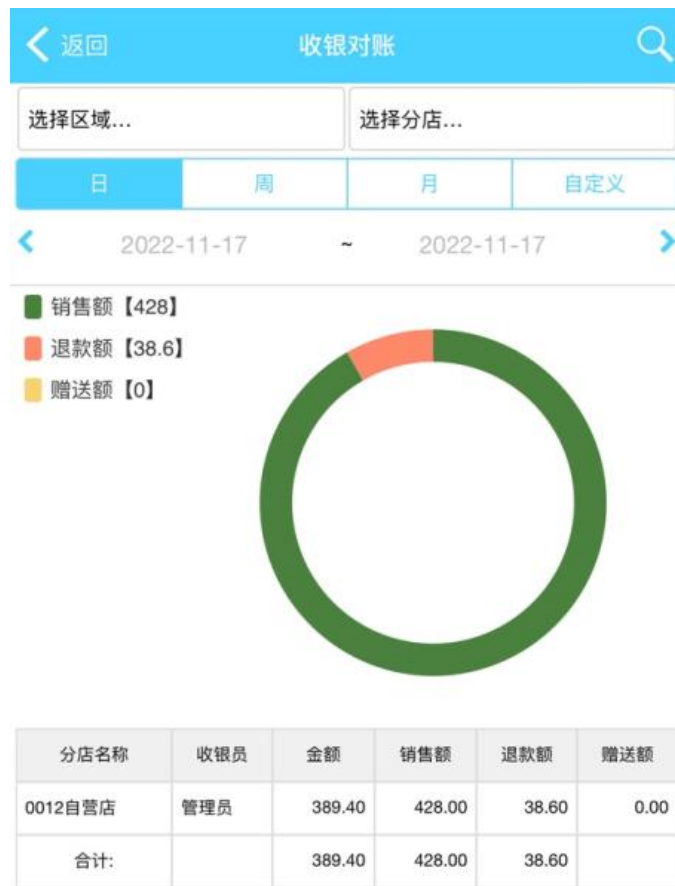 返回 收银对账
选择区域... 选择分店...
日 周 月 自定义
2022-11-17 ~ 2022-11-17
销售额【428】
退款额【38.6】
赠送额【0】
分店名称 收银员 金额 销售额 退款额 赠送额
0012自营店 管理员 389.40 428.00 38.60 0.00
合计: 389.40 428.00 38.60